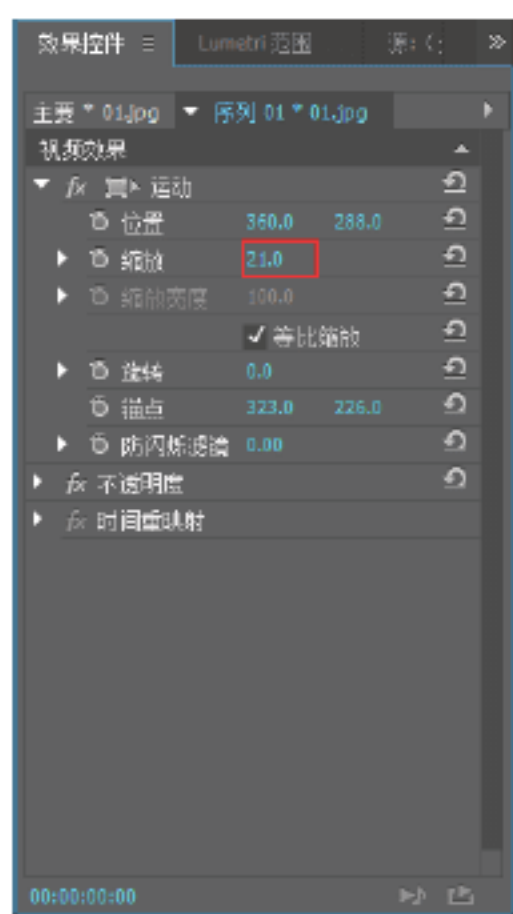 效果控件 Lumetri 范围 源:
主要 * 01.jpg 序列 01 * 01.jpg
视频效果
fx 运动
位置 360.0 288.0
缩放 21.0
缩放宽度 100.0
等比缩放
旋转 0.0
锚点 323.0 226.0
防闪烁滤镜 0.00
fx 不透明度
fx 时间重映射
00:00:00:00